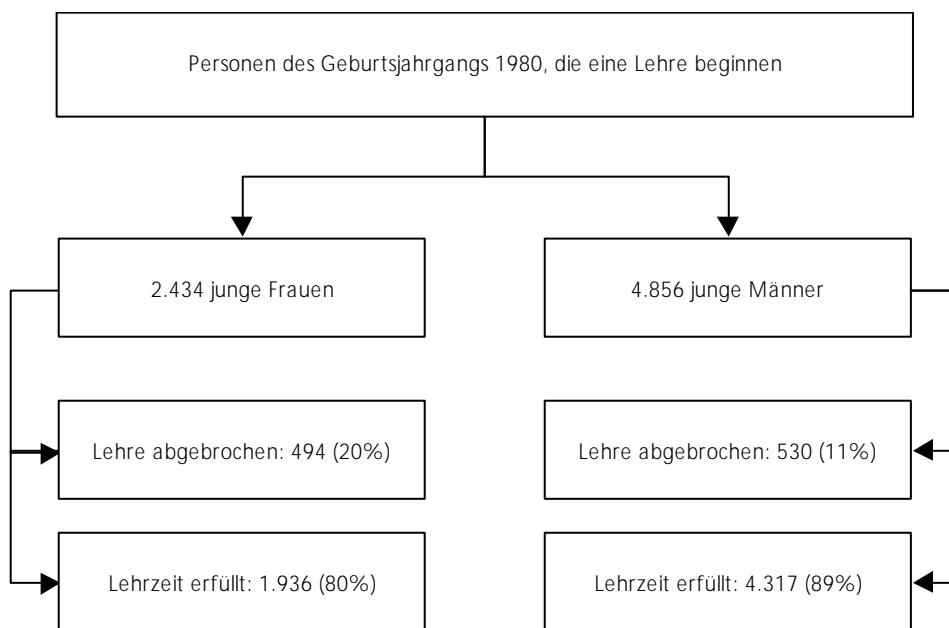 Personen des Geburtsjahrgangs 1980, die eine Lehre beginnen
2.434 junge Frauen
4.856 junge Männer
Lehre abgebrochen: 494 (20%)
Lehre abgebrochen: 530 (11%)
Lehrzeit erfüllt: 1.936 (80%)
Lehrzeit erfüllt: 4.317 (89%)